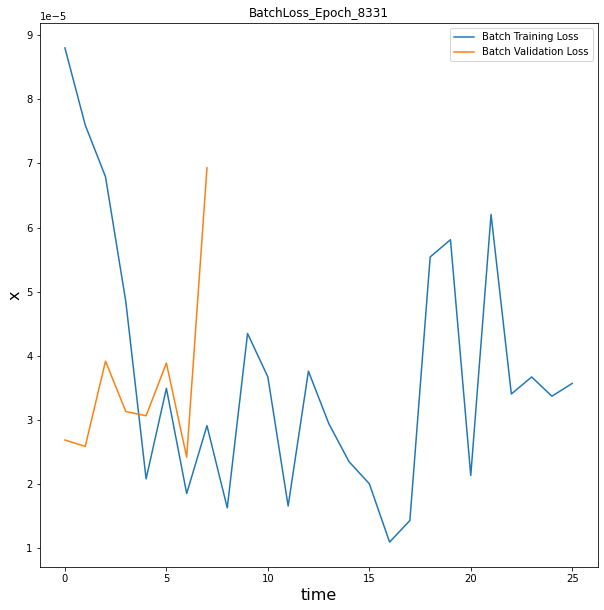 BatchLoss_Epoch_8331
1e−5
Batch Training Loss
Batch Validation Loss
9
8
7
6
5
4
3
2
1
x
0 5 10 15 20 25
time